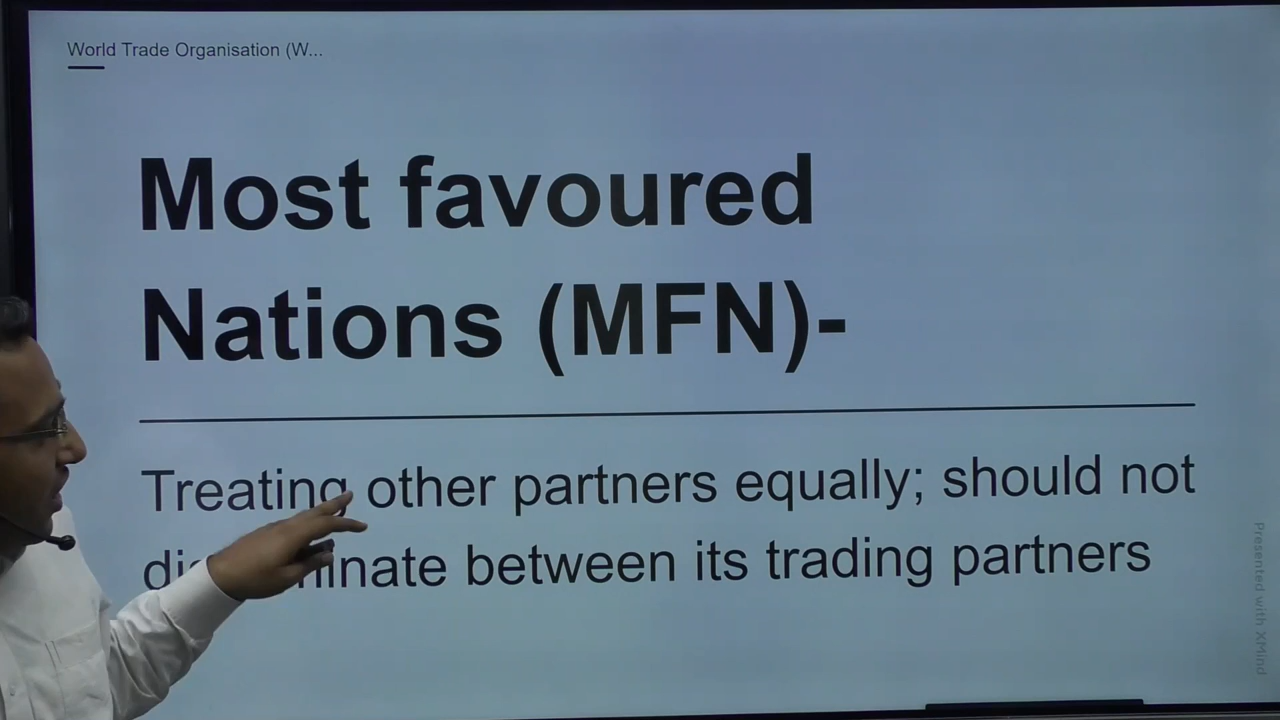 World Trade Organisation (W...
Most favoured
Nations (MFN)-
Treating other partners equally; should not
between its trading partners
Presented with XMind